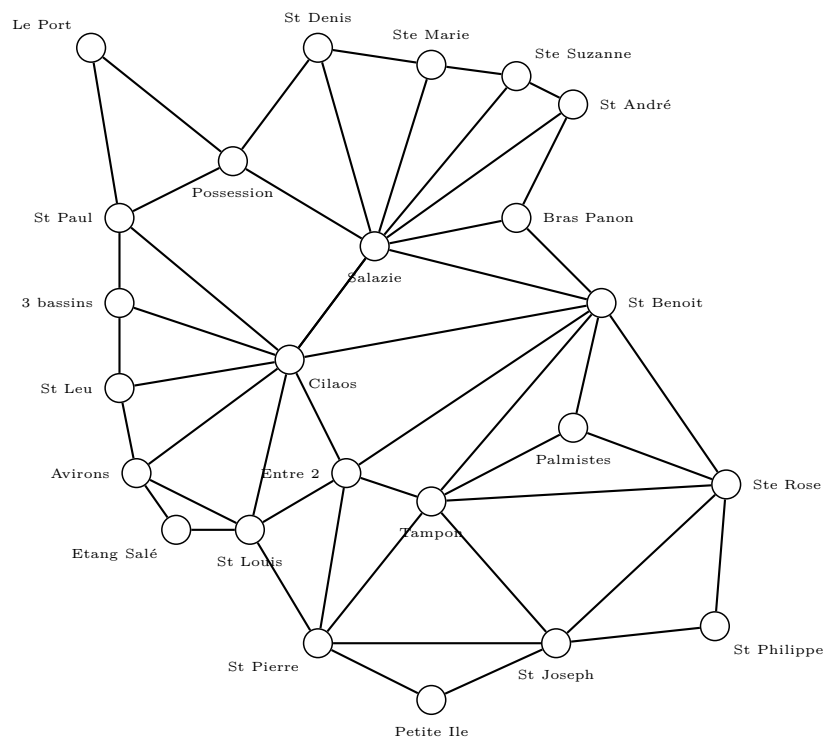 St Denis
Le Port
Ste Marie
Ste Suzanne
St André
Possession
St Paul
Bras Panon
Salazie
3 bassins
St Benoit
St Leu
Cilaos
Palmistes
Avirons
Entre 2
Ste Rose
Tampon
Etang Salé
St Louis
St Philippe
St Pierre
St Joseph
Petite Ile